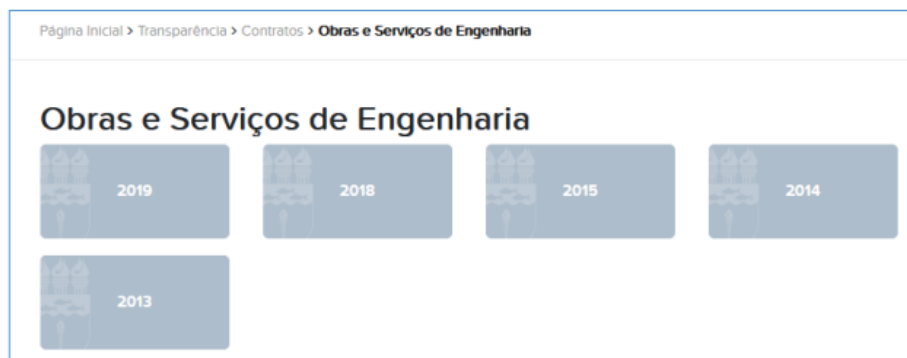 Página Inicial > Transparência > Contratos > Obras e Serviços de Engenharia
Obras e Serviços de Engenharia
2019
2018
2015
2014
2013